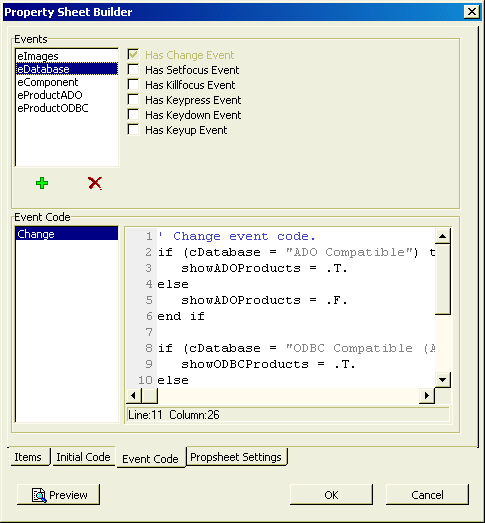 Property Sheet Builder
Events
eImages
eDatabase
eComponent
eProductADO
eProductODBC
Has Change Event
Has Setfocus Event
Has Killfocus Event
Has Keypress Event
Has Keydown Event
Has Keyup Event
Event Code
Change
1 ' Change event code.
2 if (cDatabase = "ADO Compatible") t
3 showADOProducts = .T.
4 else
5 showADOProducts = .F.
6 end if
7
8 if (cDatabase = "ODBC Compatible (A
9 showODBCProducts = .T.
10 else
Line:11 Column:26
Items Initial Code Event Code Propsheet Settings
Preview OK Cancel